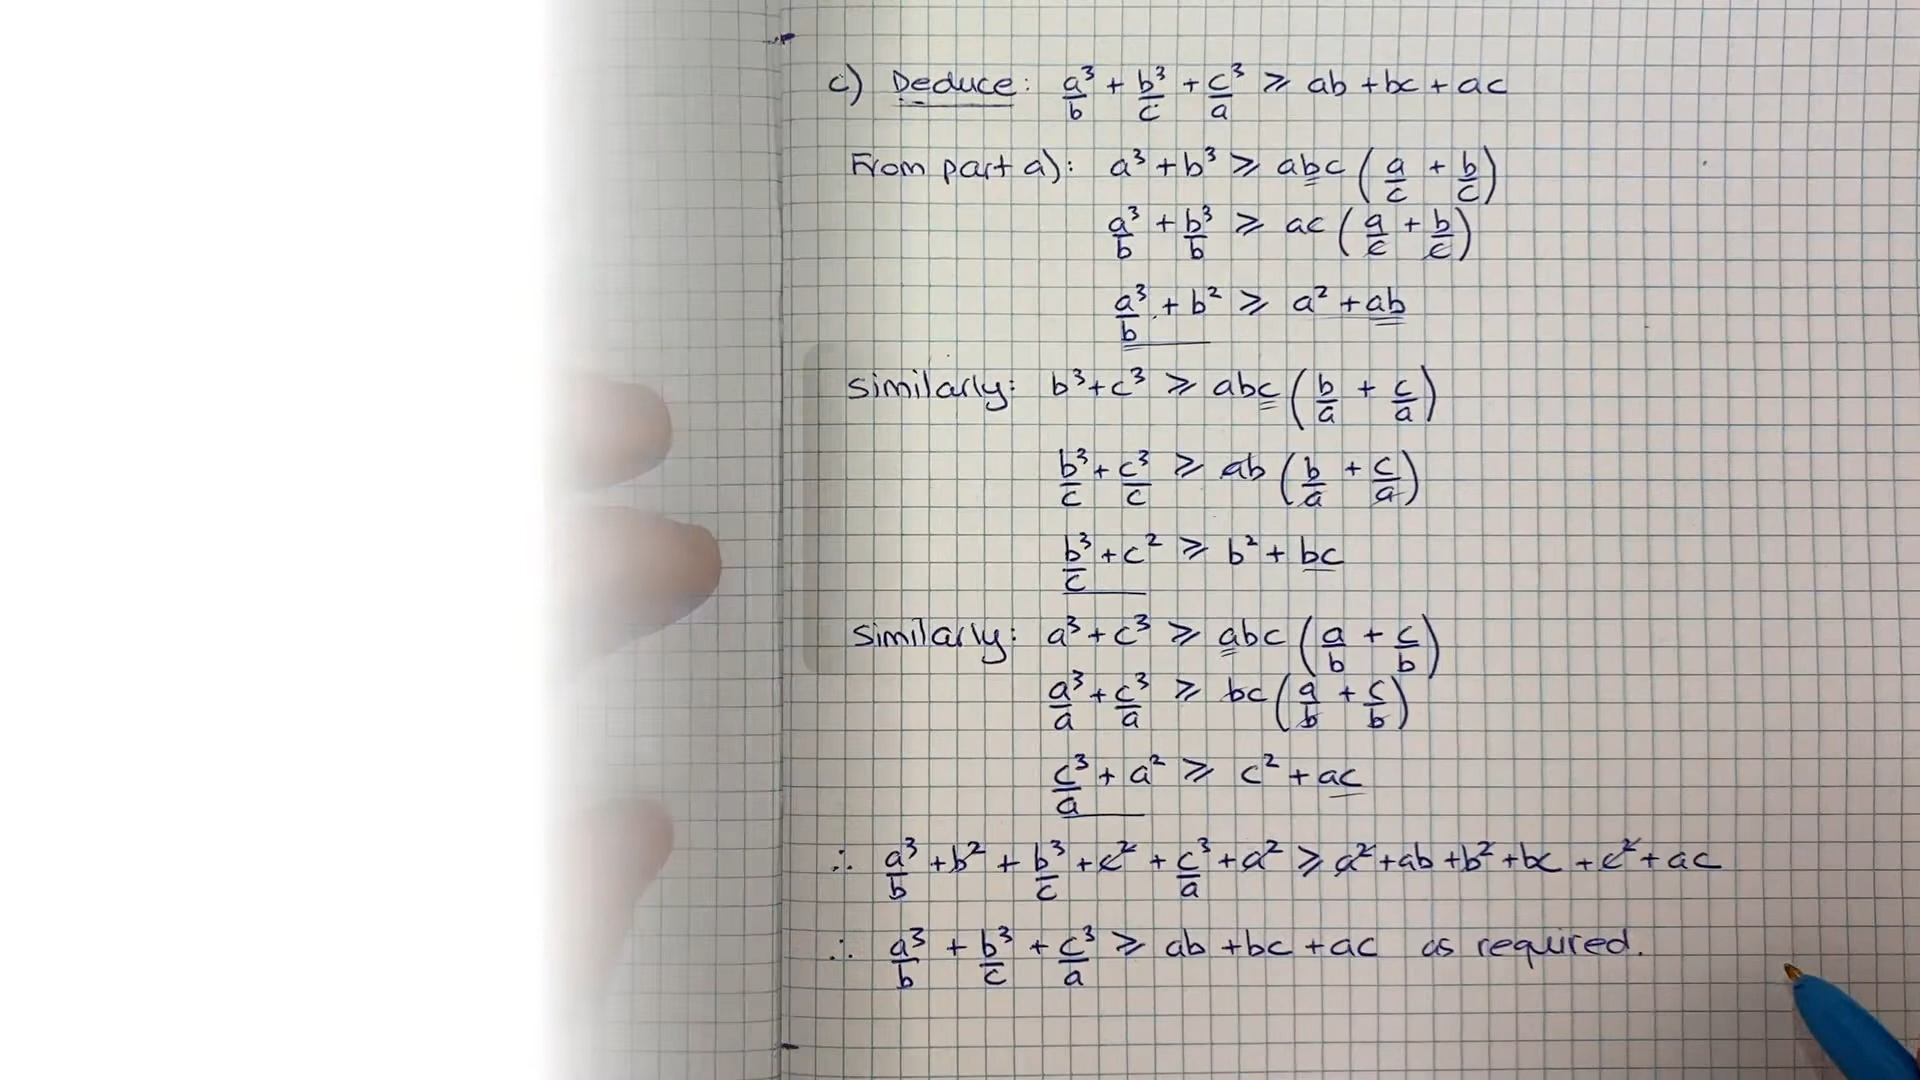 c) Deduce: a³/b + b³/c + c³/a ⩾ ab + bc + ac
From part a): a³ + b³ ⩾ abc (a/c + b/c)
a³/b + b³/b ⩾ ac (a/c + b/c)
a³/b + b² ⩾ a² + ab
Similarly: b³ + c³ ⩾ abc (b/a + c/a)
b³/c + c³/c ⩾ ab (b/a + c/a)
b³/c + c² ⩾ b² + bc
Similarly: a³ + c³ ⩾ abc (a/b + c/b)
a³/a + c³/a ⩾ bc (a/b + c/b)
c³/a + a² ⩾ c² + ac
∴ a³/b + b² + b³/c + c² + c³/a + a² ⩾ a² + ab + b² + bc + c² + ac
∴ a³/b + b³/c + c³/a ⩾ ab + bc + ac as required.